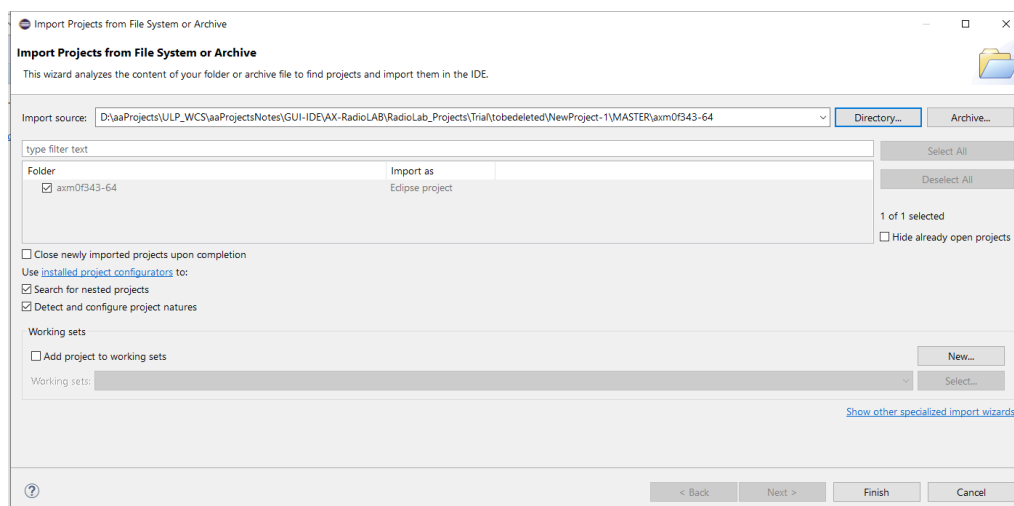 Import Projects from File System or Archive
Import Projects from File System or Archive
This wizard analyzes the content of your folder or archive file to find projects and import them in the IDE.
Import source: D:\aaProjects\ULP_WCS\aaProjectsNotes\GUI-IDE\AX-RadioLAB\RadioLab_Projects\Trial\tobedeleted\NewProject-1\MASTER\axm0f343-64 Directory... Archive...
type filter text Select All
Folder Import as
axm0f343-64 Eclipse project Deselect All
1 of 1 selected
Hide already open projects
Close newly imported projects upon completion
Use installed project configurators to:
Search for nested projects
Detect and configure project natures
Working sets
Add project to working sets New...
Working sets: Select...
Show other specialized import wizards
? < Back Next > Finish Cancel